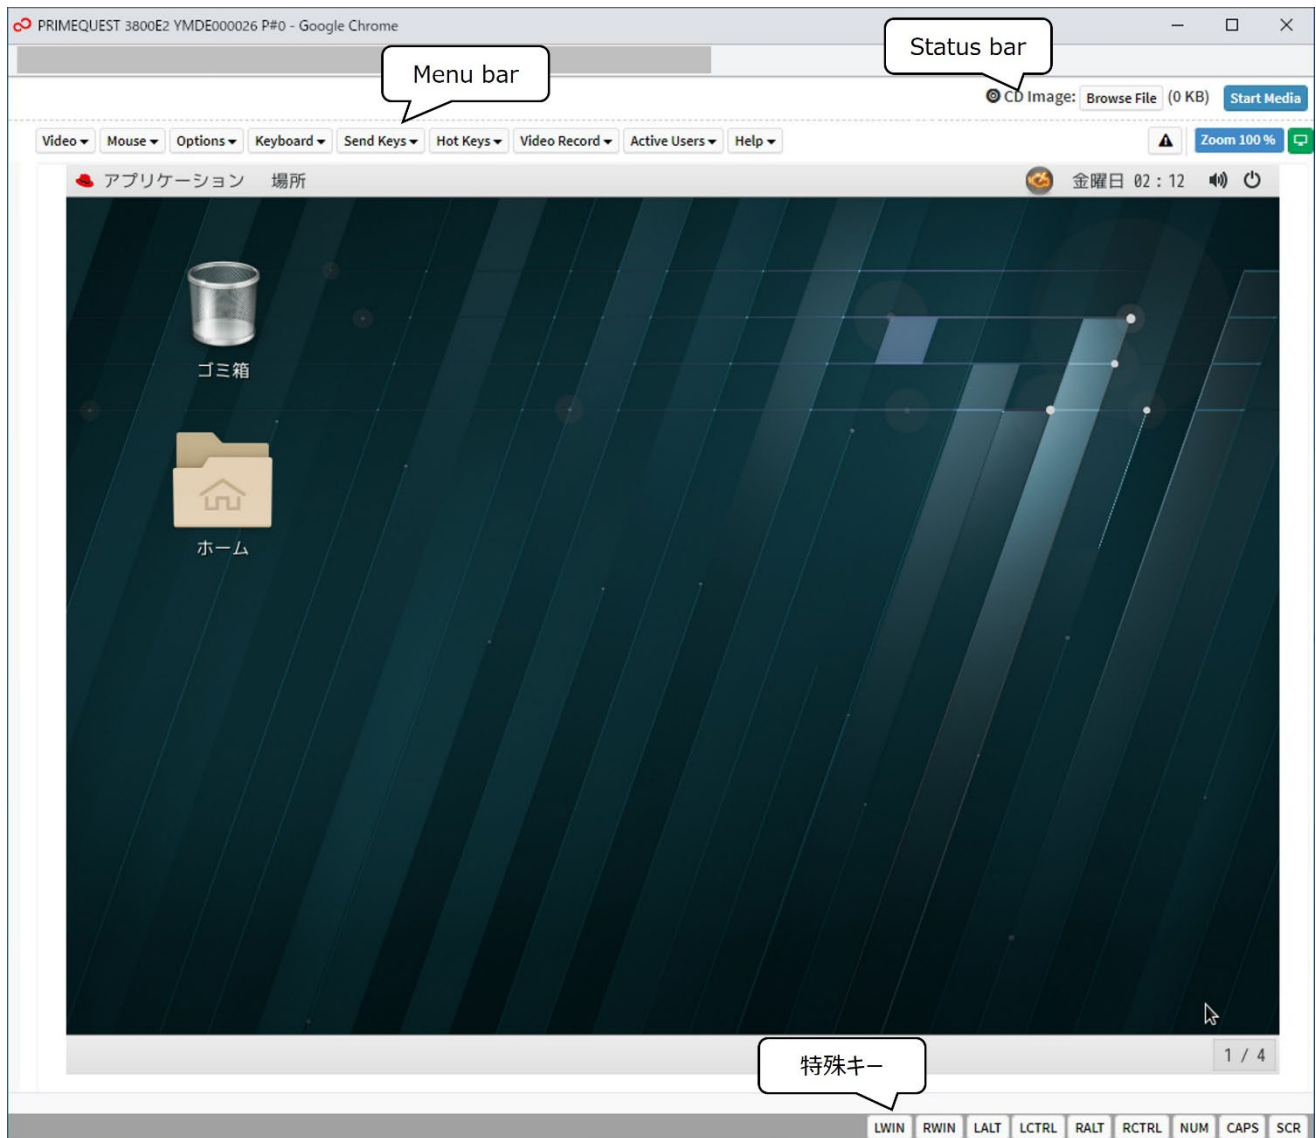 PRIMEQUEST 3800E2 YMDE000026 P#0 - Google Chrome
Status bar
Menu bar
CD Image: Browse File (0 KB) Start Media
Video Mouse Options Keyboard Send Keys Hot Keys Video Record Active Users Help Zoom 100 %
アプリケーション 場所 金曜日 02：12
ゴミ箱
ホーム
1 / 4
特殊キー
LWIN RWIN LALT LCTRL RALT RCTRL NUM CAPS SCR